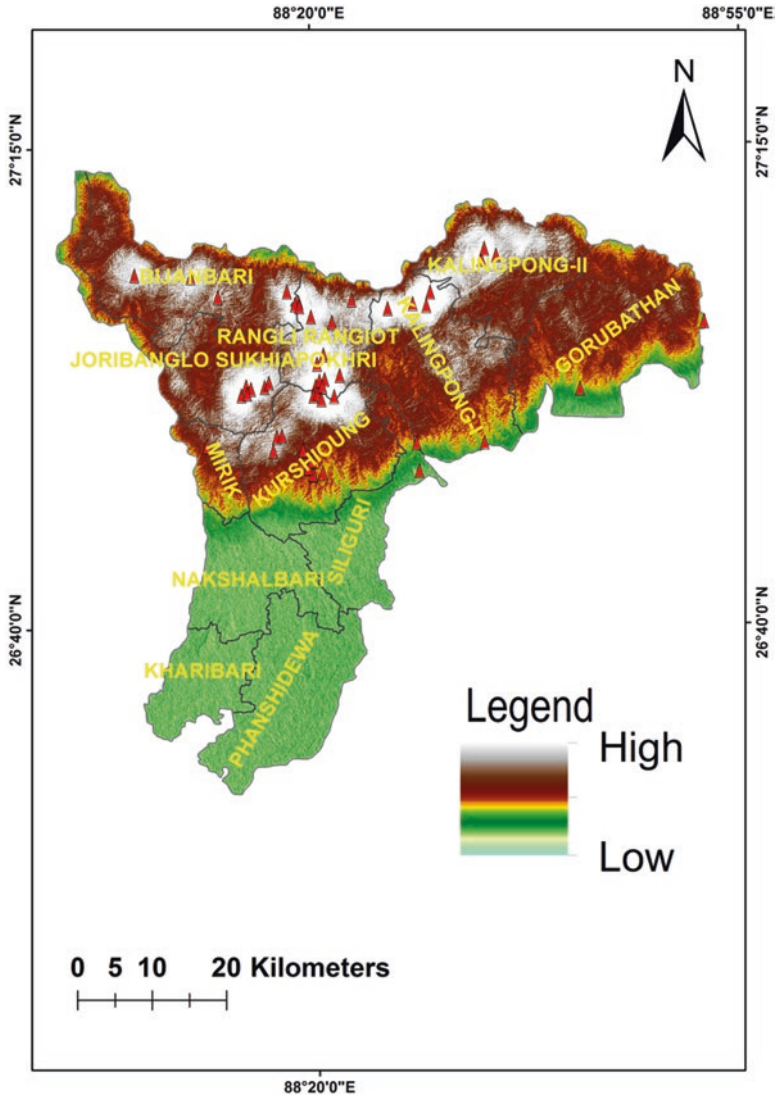 88°20'0"E
88°55'0"E
N
27°15'0"N
27°15'0"N
BIJANBARI
KALINGPONG-II
RANGLI RANGIOT
JORIBANGLO SUKHIAPOKHRI
KALINGPONG-I
GORUBATHAN
MIRIK
KURSHIOUNG
NAKSHALBARI
SILIGURI
26°40'0"N
26°40'0"N
KHARIBARI
PHANSHIDEWA
Legend
High
Low
0 5 10 20 Kilometers
88°20'0"E